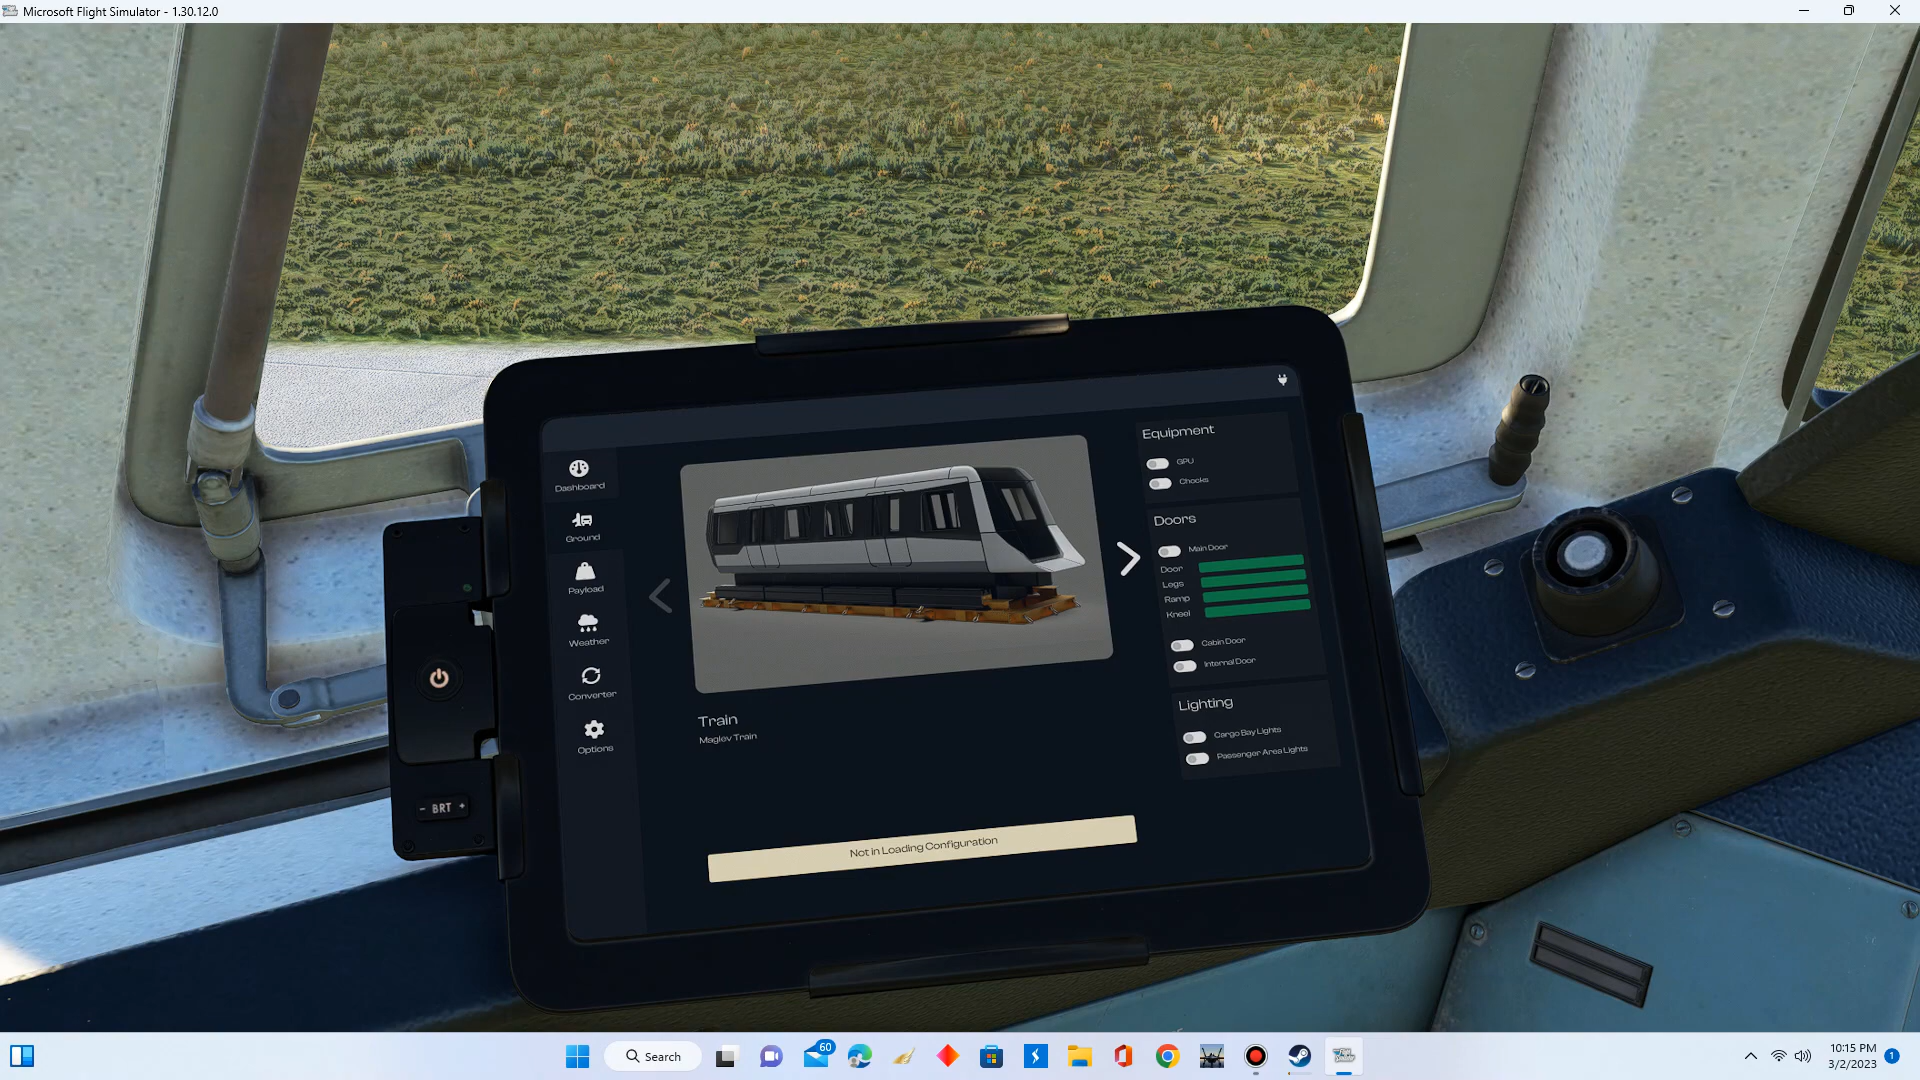 Microsoft Flight Simulator - 1.30.12.0
Dashboard
Ground
Payload
Weather
Converter
Options
- BRT +
Train
Maglev Train
Not in Loading Configuration
Equipment
GPU
Chocks
Doors
Main Door
Door
Legs
Ramp
Kneel
Cabin Door
Internal Door
Lighting
Cargo Bay Lights
Passenger Area Lights
Search
60
10:15 PM
3/2/2023
1